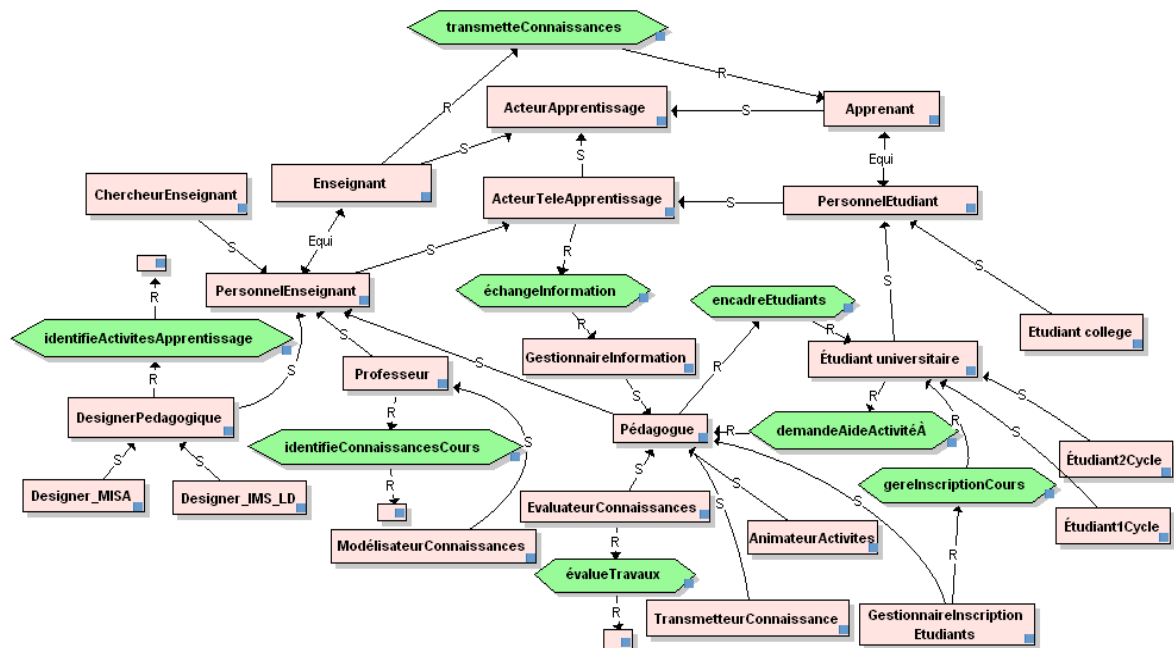 transmetteConnaissances
R
R
ActeurApprentissage
S
Apprenant
S
S
Equi
Enseignant
ChercheurEnseignant
ActeurTeleApprentissage
S
PersonnelEtudiant
S
Equi
S
R
S
S
PersonnelEnseignant
échangeInformation
encadreEtudiants
R
identifieActivitesApprentissage
R
R
Etudiant college
S
GestionnaireInformation
Étudiant universitaire
S
R
Professeur
R
S
R
S
R
S
DesignerPedagogique
R
Pédagogue
R
demandeAideActivitéÀ
S
identifieConnaissancesCours
S
Étudiant2Cycle
S
S
S
S
gereInscriptionCours
Designer_MISA
Designer_IMS_LD
R
EvaluateurConnaissances
S
S
Étudiant1Cycle
ModélisateurConnaissances
R
AnimateurActivites
R
évalueTravaux
R
TransmetteurConnaissance
GestionnaireInscription
Etudiants